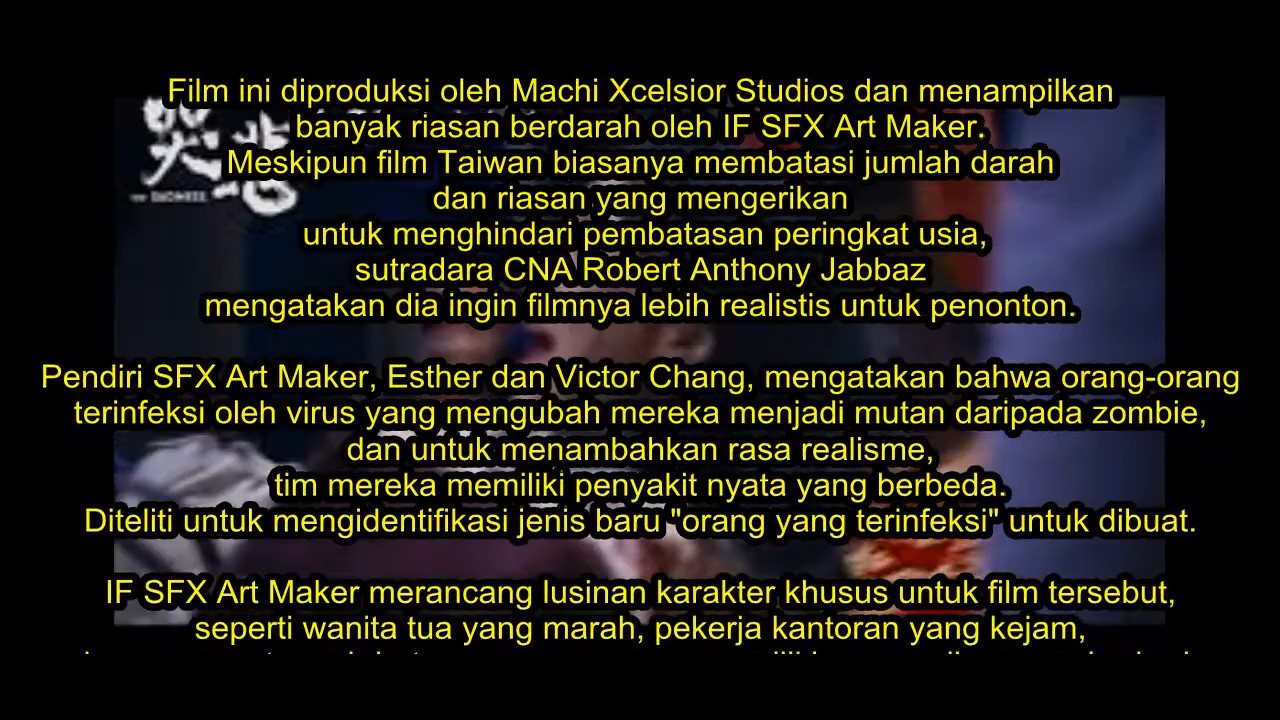 Film ini diproduksi oleh Machi Xcelsior Studios dan menampilkan
banyak riasan berdarah oleh IF SFX Art Maker.
哭悲
THE SADNESS
Meskipun film Taiwan biasanya membatasi jumlah darah
dan riasan yang mengerikan
untuk menghindari pembatasan peringkat usia,
sutradara CNA Robert Anthony Jabbaz
mengatakan dia ingin filmnya lebih realistis untuk penonton.
Pendiri SFX Art Maker, Esther dan Victor Chang, mengatakan bahwa orang-orang
terinfeksi oleh virus yang mengubah mereka menjadi mutan daripada zombie,
dan untuk menambahkan rasa realisme,
tim mereka memiliki penyakit nyata yang berbeda.
Diteliti untuk mengidentifikasi jenis baru "orang yang terinfeksi" untuk dibuat.
IF SFX Art Maker merancang lusinan karakter khusus untuk film tersebut,
seperti wanita tua yang marah, pekerja kantoran yang kejam,